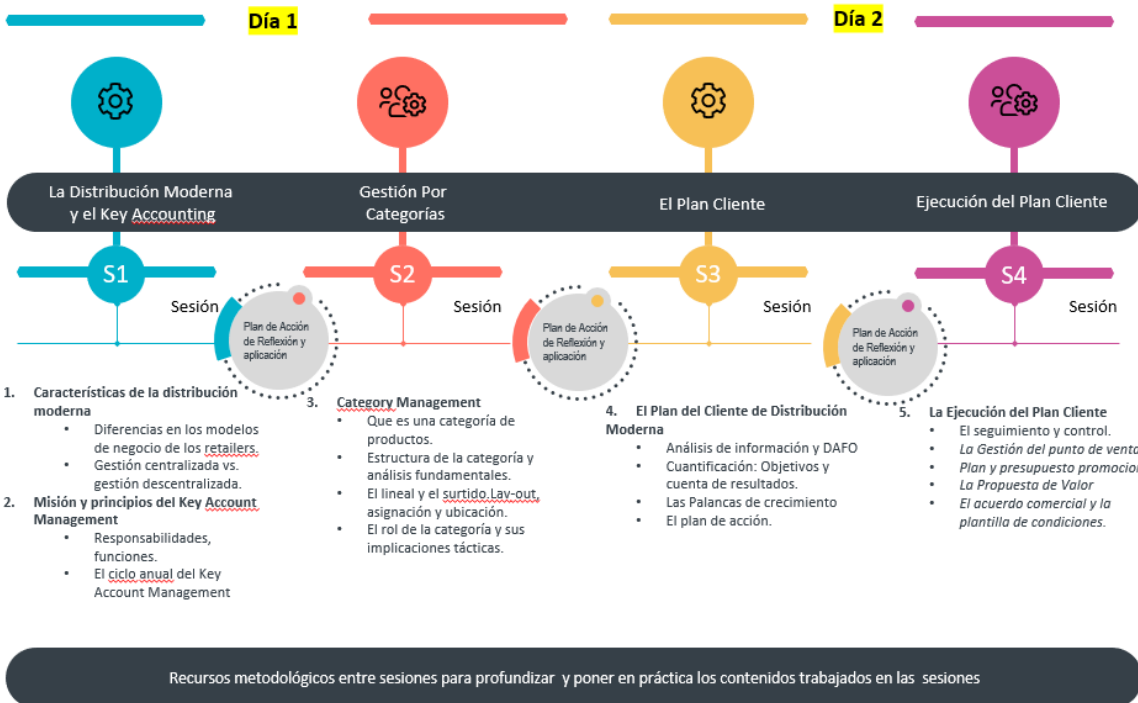 Día 1
Día 2
La Distribución Moderna
y el Key Accounting
Gestión Por
Categorías
El Plan Cliente
Ejecución del Plan Cliente
S1
S2
S3
S4
Sesión
Sesión
Sesión
Sesión
Plan de Acción
de Reflexión y
aplicación
Plan de Acción
de Reflexión y
aplicación
Plan de Acción
de Reflexión y
aplicación
1. Características de la distribución
moderna
• Diferencias en los modelos
de negocio de los retailers.
• Gestión centralizada vs.
gestión descentralizada.
2. Misión y principios del Key Account
Management
• Responsabilidades,
funciones.
• El ciclo anual del Key
Account Management
3. Category Management
• Que es una categoría de
productos.
• Estructura de la categoría y
análisis fundamentales.
• El lineal y el surtido.Lay-out,
asignación y ubicación.
• El rol de la categoría y sus
implicaciones tácticas.
4. El Plan del Cliente de Distribución
Moderna
• Análisis de información y DAFO
• Cuantificación: Objetivos y
cuenta de resultados.
• Las Palancas de crecimiento
• El plan de acción.
5. La Ejecución del Plan Cliente
• El seguimiento y control.
• La Gestión del punto de venta
• Plan y presupuesto promocion
• La Propuesta de Valor
• El acuerdo comercial y la
plantilla de condiciones.
Recursos metodológicos entre sesiones para profundizar y poner en práctica los contenidos trabajados en las sesiones